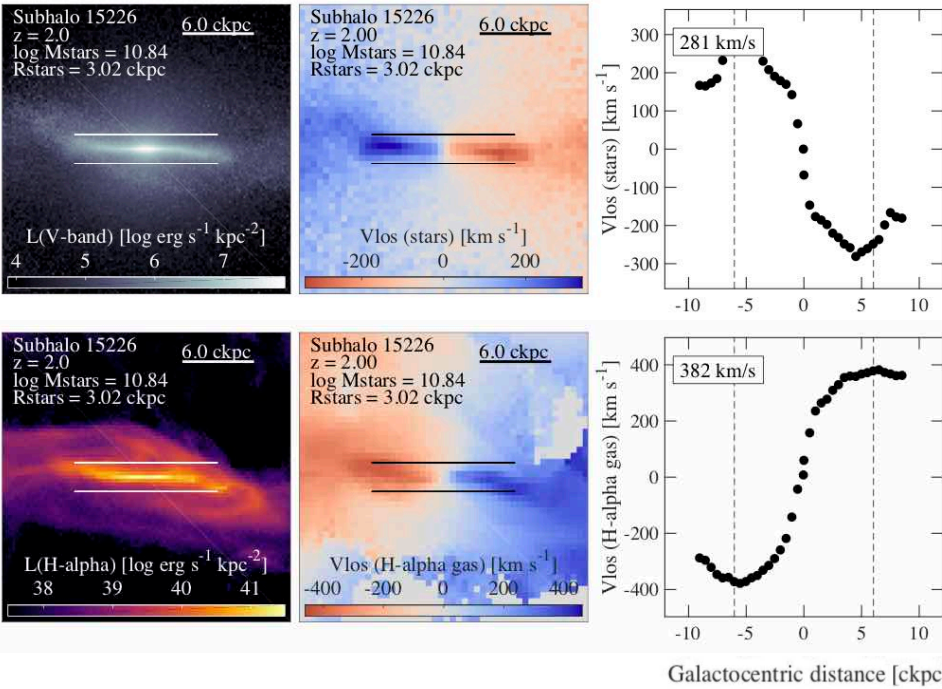 Subhalo 15226
z = 2.0
log Mstars = 10.84
Rstars = 3.02 ckpc
6.0 ckpc
L(V-band) [log erg s⁻¹ kpc⁻²]
4 5 6 7
Subhalo 15226
z = 2.00
log Mstars = 10.84
Rstars = 3.02 ckpc
6.0 ckpc
Vlos (stars) [km s⁻¹]
-200 0 200
281 km/s
Vlos (stars) [km s⁻¹]
300
200
100
0
-100
-200
-300
-10 -5 0 5 10
Subhalo 15226
z = 2.0
log Mstars = 10.84
Rstars = 3.02 ckpc
6.0 ckpc
L(H-alpha) [log erg s⁻¹ kpc⁻²]
38 39 40 41
Subhalo 15226
z = 2.00
log Mstars = 10.84
Rstars = 3.02 ckpc
6.0 ckpc
Vlos (H-alpha gas) [km s⁻¹]
-400 -200 0 200 400
382 km/s
Vlos (H-alpha gas) [km s⁻¹]
400
200
0
-200
-400
-10 -5 0 5 10
Galactocentric distance [ckpc